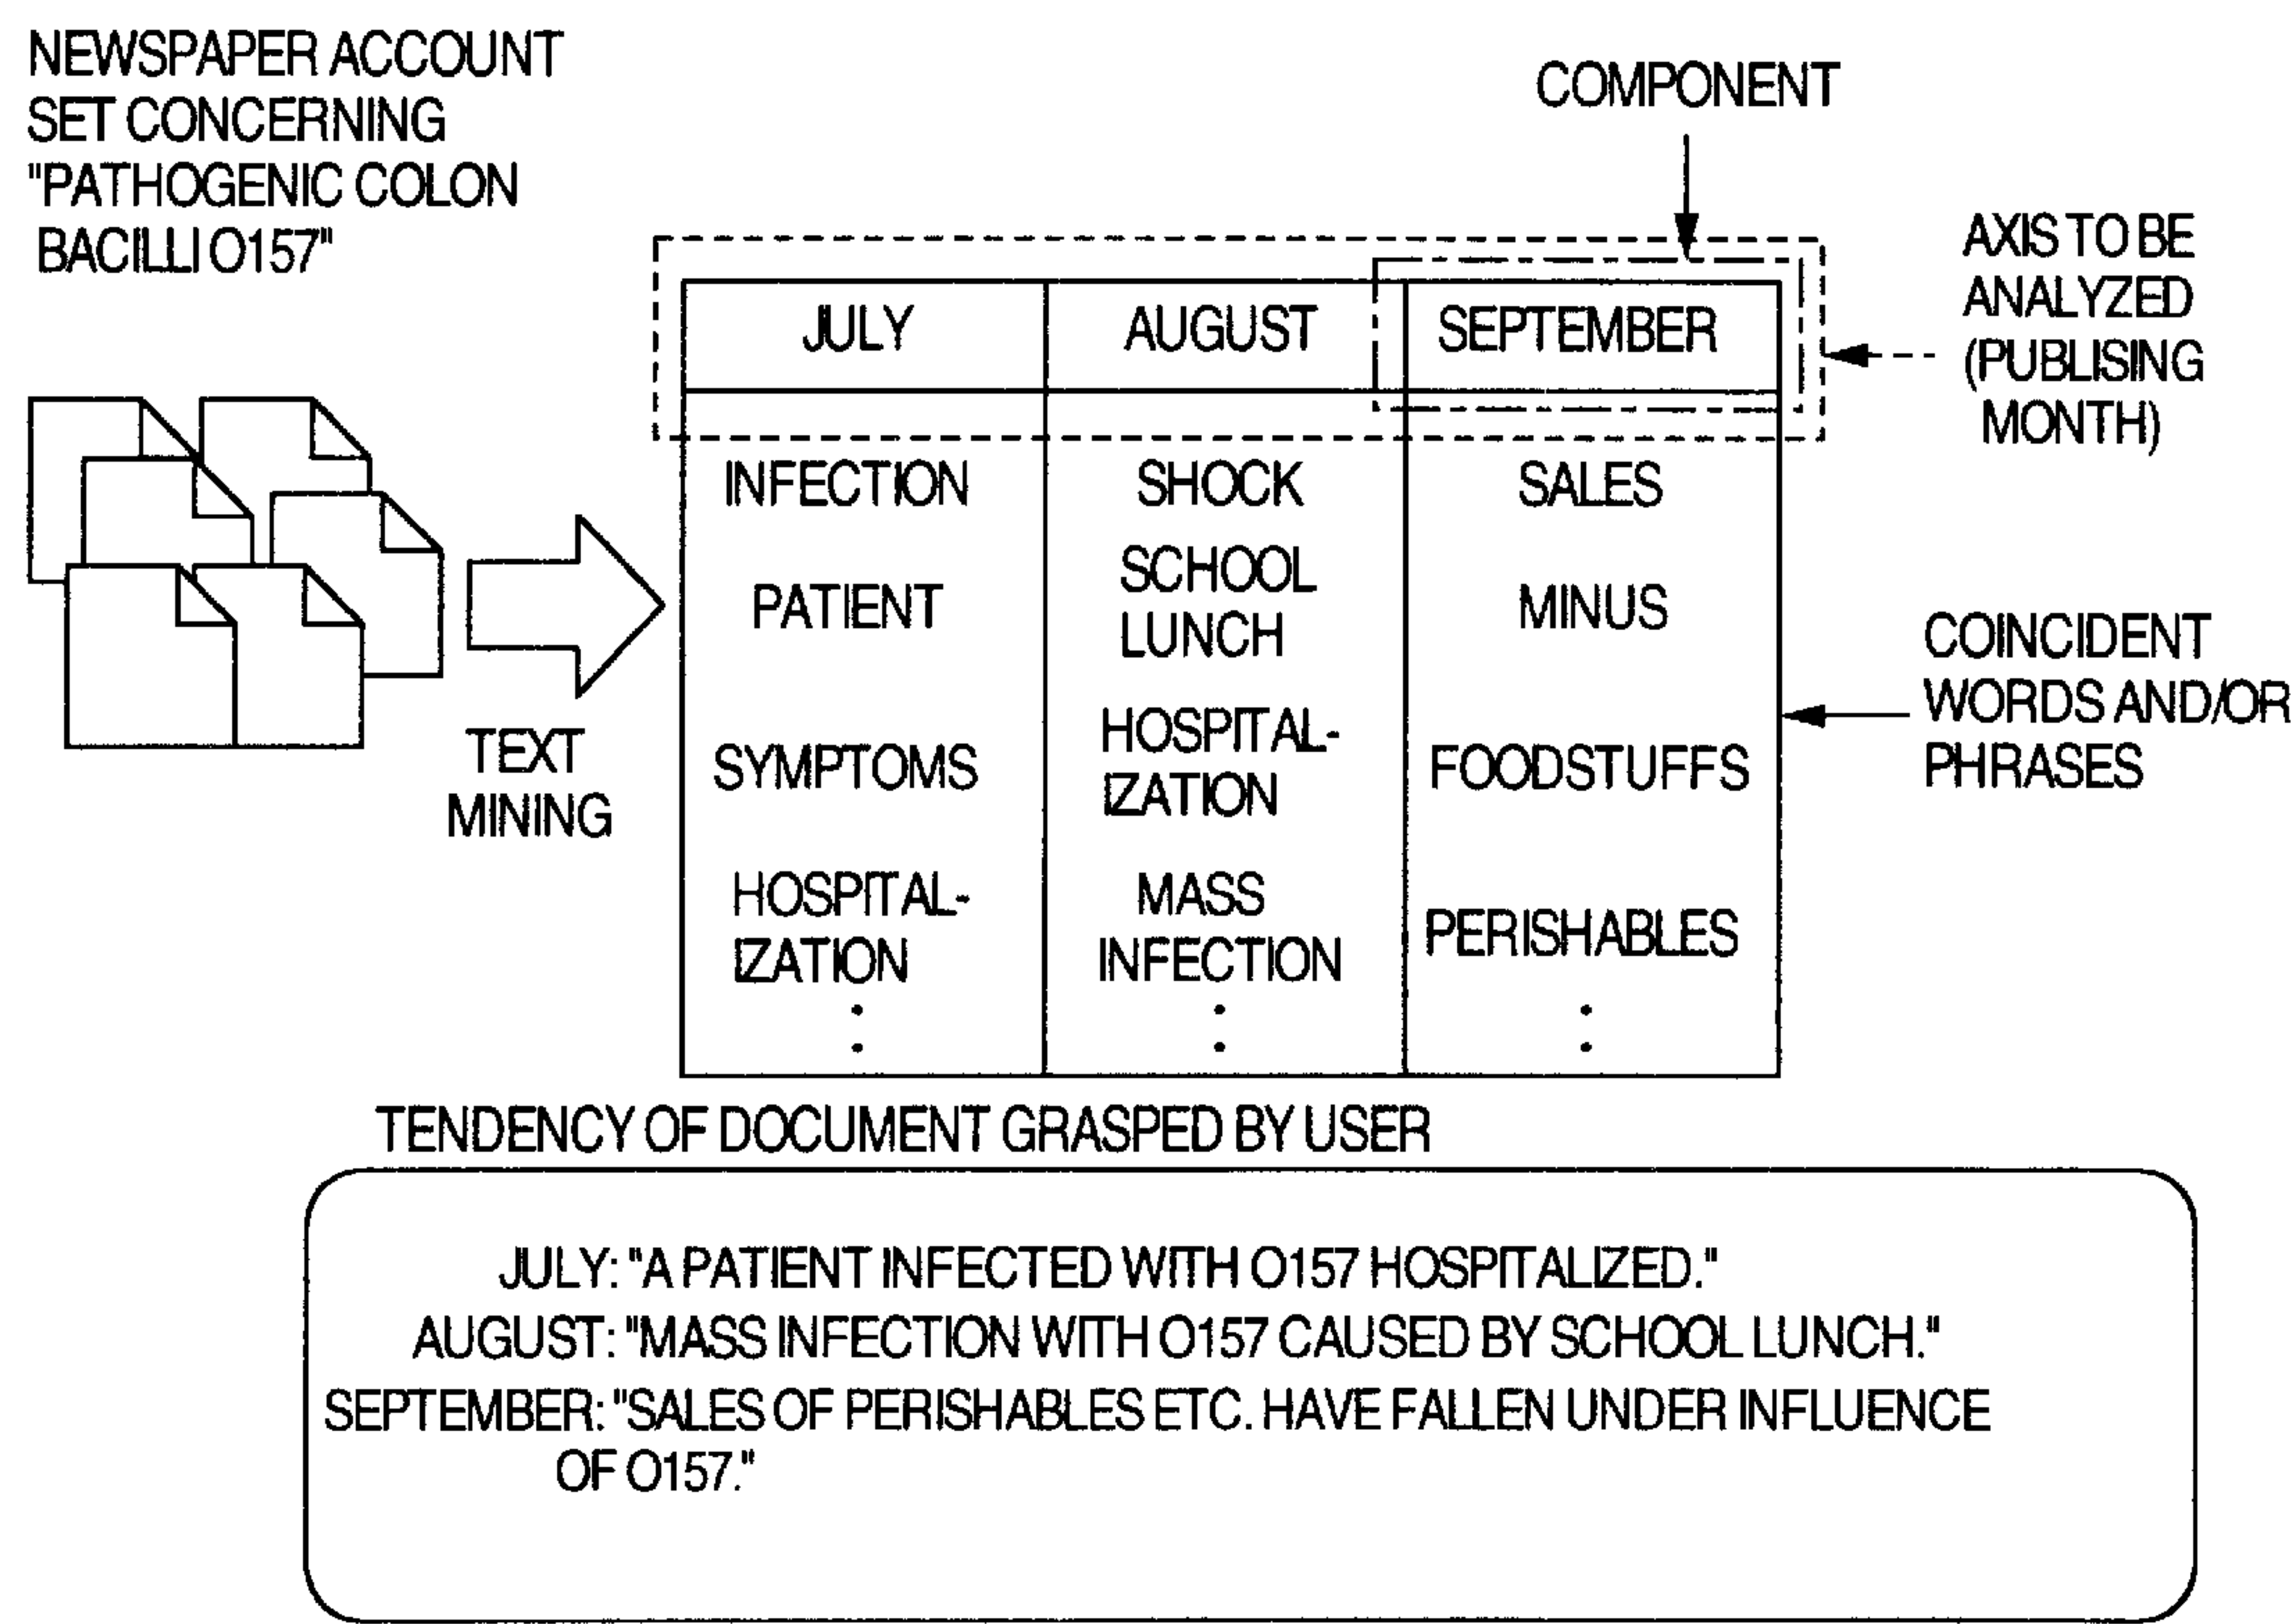 NEWSPAPER ACCOUNT
SET CONCERNING
"PATHOGENIC COLON
BACILLI O157"
COMPONENT
AXIS TO BE
ANALYZED
(PUBLISING
MONTH)
JULY AUGUST SEPTEMBER
INFECTION SHOCK SALES
PATIENT SCHOOL
LUNCH MINUS
SYMPTOMS HOSPITAL-
IZATION FOODSTUFFS
HOSPITAL-
IZATION MASS
INFECTION PERISHABLES
TEXT
MINING
COINCIDENT
WORDS AND/OR
PHRASES
TENDENCY OF DOCUMENT GRASPED BY USER
JULY: "A PATIENT INFECTED WITH O157 HOSPITALIZED."
AUGUST: "MASS INFECTION WITH O157 CAUSED BY SCHOOL LUNCH."
SEPTEMBER: "SALES OF PERISHABLES ETC. HAVE FALLEN UNDER INFLUENCE
OF O157."